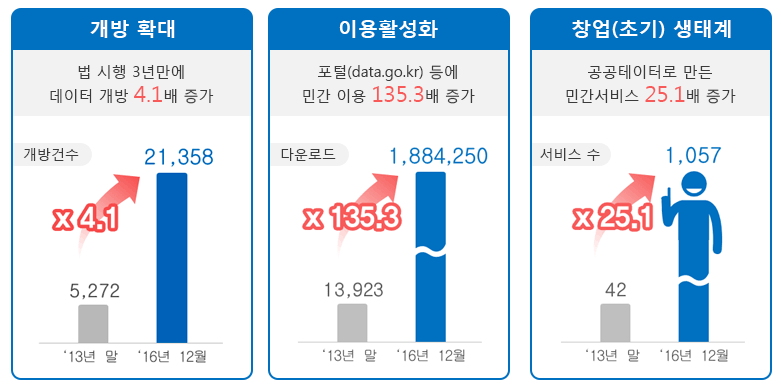 개방 확대
법 시행 3년만에
데이터 개방 4.1배 증가
개방건수
21,358
x 4.1
5,272
‘13년 말
‘16년 12월
이용활성화
포털(data.go.kr) 등에
민간 이용 135.3배 증가
다운로드
1,884,250
x 135.3
13,923
‘13년 말
‘16년 12월
창업(초기) 생태계
공공테이터로 만든
민간서비스 25.1배 증가
서비스 수
1,057
x 25.1
42
‘13년 말
‘16년 12월